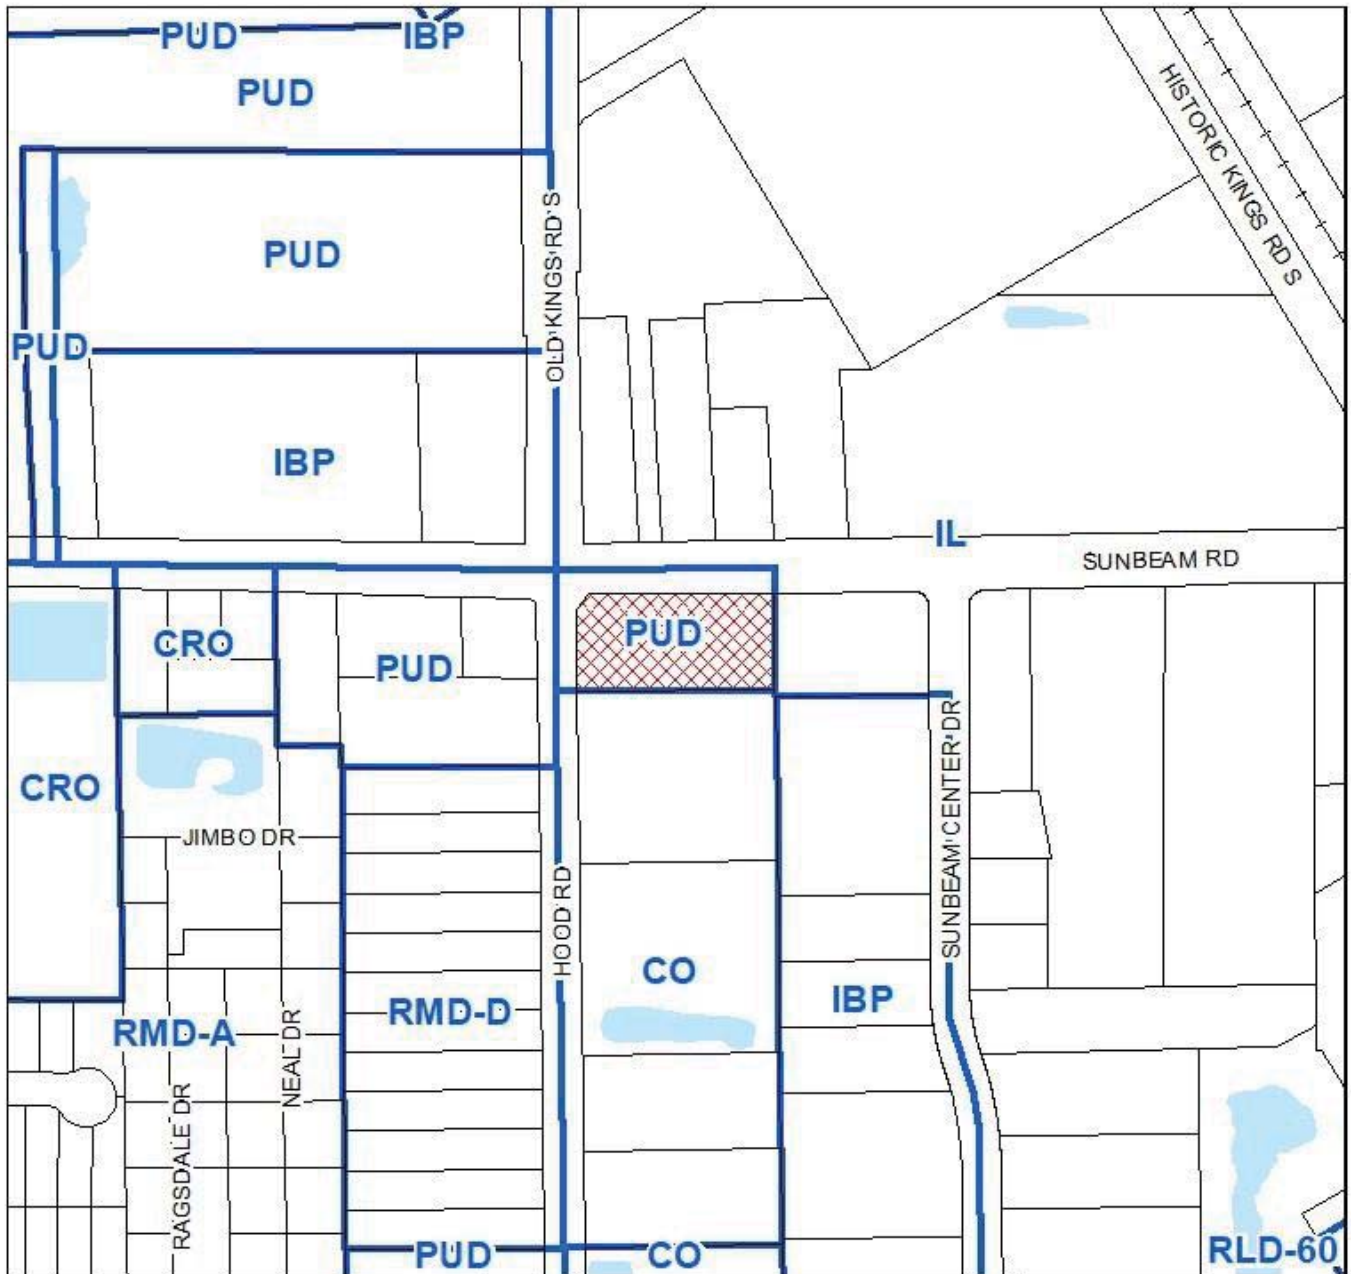 PUD
IBP
PUD
HISTORIC KINGS RD S
PUD
OLD KINGS RD S
PUD
IBP
IL
SUNBEAM RD
CRO
PUD
PUD
CRO
JIMBO DR
SUNBEAM CENTER DR
HOOD RD
CO
IBP
RMD-D
RMD-A
NEAL DR
RAGSDALE DR
PUD
CO
RLD-60